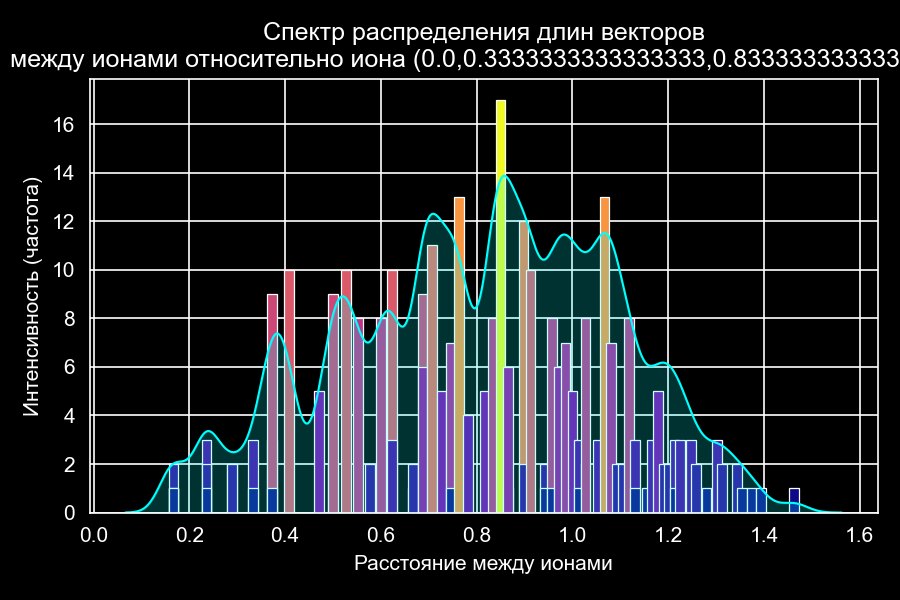 Спектр распределения длин векторов
между ионами относительно иона (0.0,0.3333333333333333,0.833333333333
Интенсивность (частота)
16
14
12
10
8
6
4
2
0
0.0 0.2 0.4 0.6 0.8 1.0 1.2 1.4 1.6
Расстояние между ионами